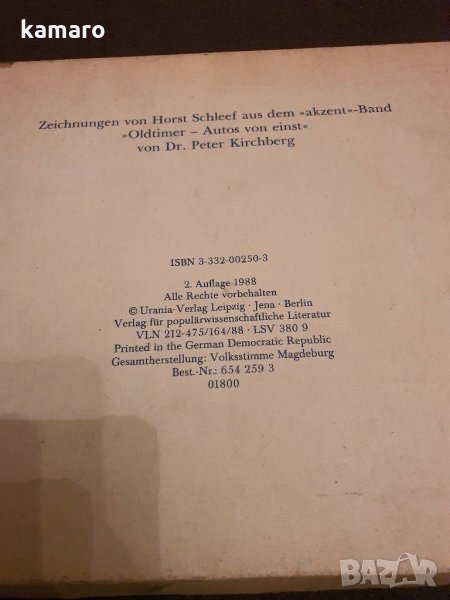 kamaro
Zeichnungen von Horst Schleef aus dem »akzent«-Band
»Oldtimer – Autos von einst«
von Dr. Peter Kirchberg
ISBN 3-332-00250-3
2. Auflage 1988
Alle Rechte vorbehalten
© Urania-Verlag Leipzig · Jena · Berlin
Verlag für populärwissenschaftliche Literatur
VLN 212-475/164/88 · LSV 380 9
Printed in the German Democratic Republic
Gesamtherstellung: Volksstimme Magdeburg
Best.-Nr.: 654 259 3
01800
BAZAR